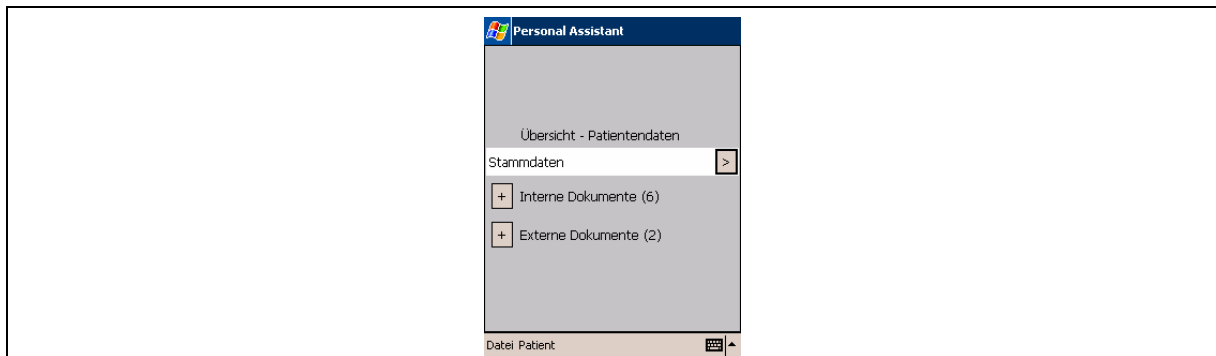 Personal Assistant
Übersicht - Patientendaten
Stammdaten >
+ Interne Dokumente (6)
+ Externe Dokumente (2)
Datei Patient